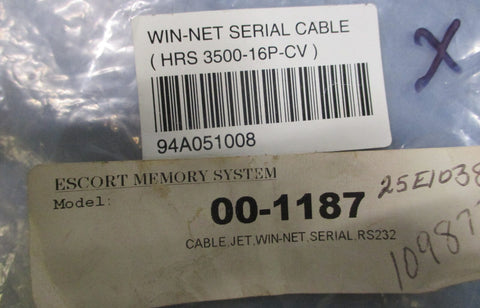 WIN-NET SERIAL CABLE
( HRS 3500-16P-CV )
94A051008
ESCORT MEMORY SYSTEM
Model:
00-1187
CABLE,JET,WIN-NET,SERIAL,RS232
X